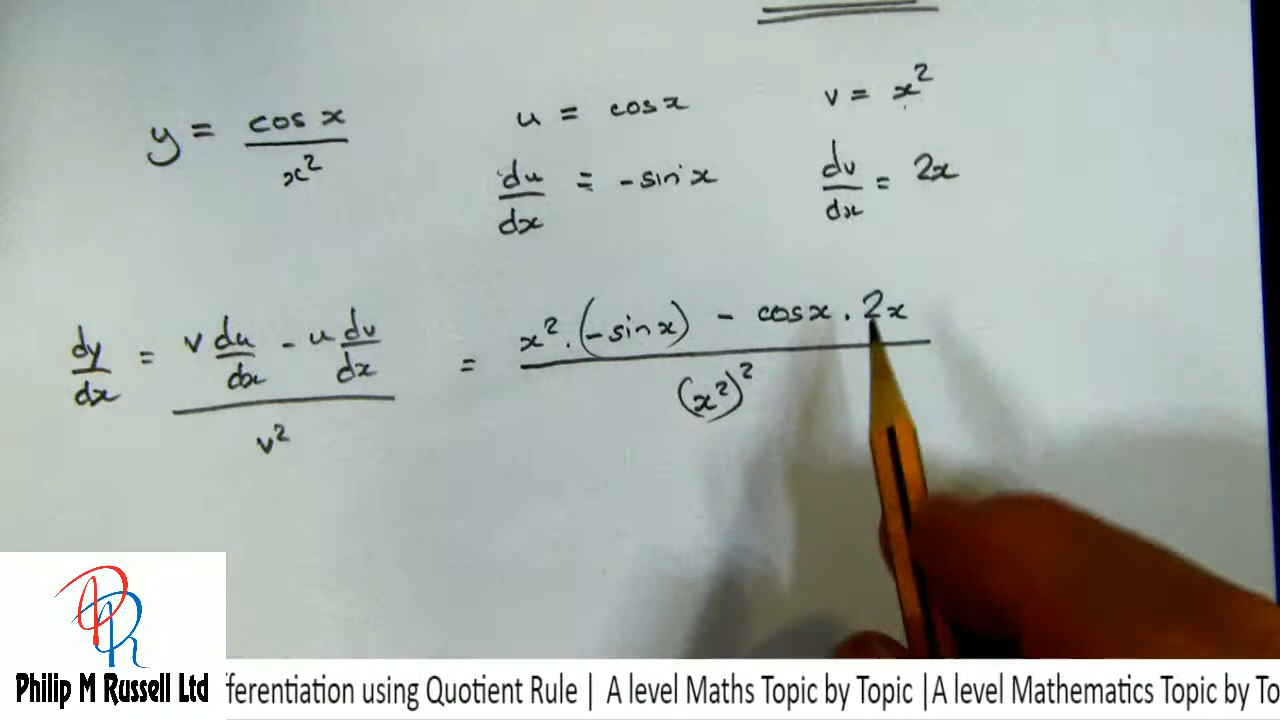 y = cos x / x²
u = cos x
v = x²
du/dx = -sin x
dv/dx = 2x
dy/dx = (v du/dx - u dv/dx) / v² = (x² . (-sin x) - cos x . 2x) / (x²)²
PR
Philip M Russell Ltd
fferentiation using Quotient Rule | A level Maths Topic by Topic |A level Mathematics Topic by To